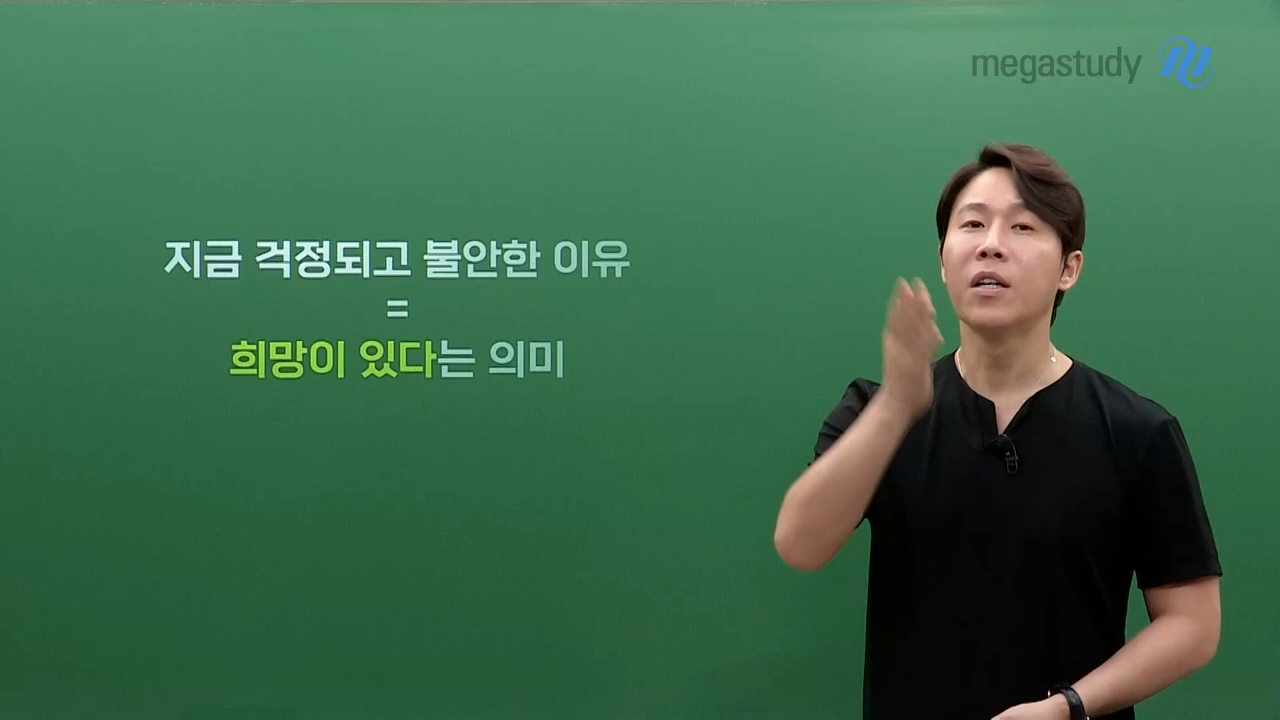 megastudy
지금 걱정되고 불안한 이유
=
희망이 있다는 의미